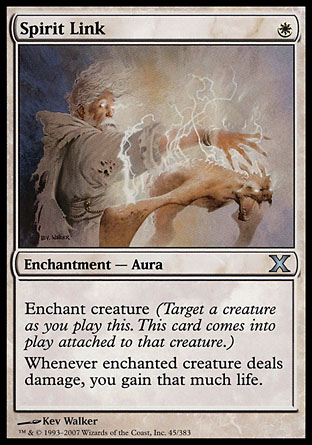 Spirit Link
KEV WALKER
Enchantment — Aura
X
Enchant creature (Target a creature
as you play this. This card comes into
play attached to that creature.)
Whenever enchanted creature deals
damage, you gain that much life.
Kev Walker
™ & © 1993–2007 Wizards of the Coast, Inc. 45/383